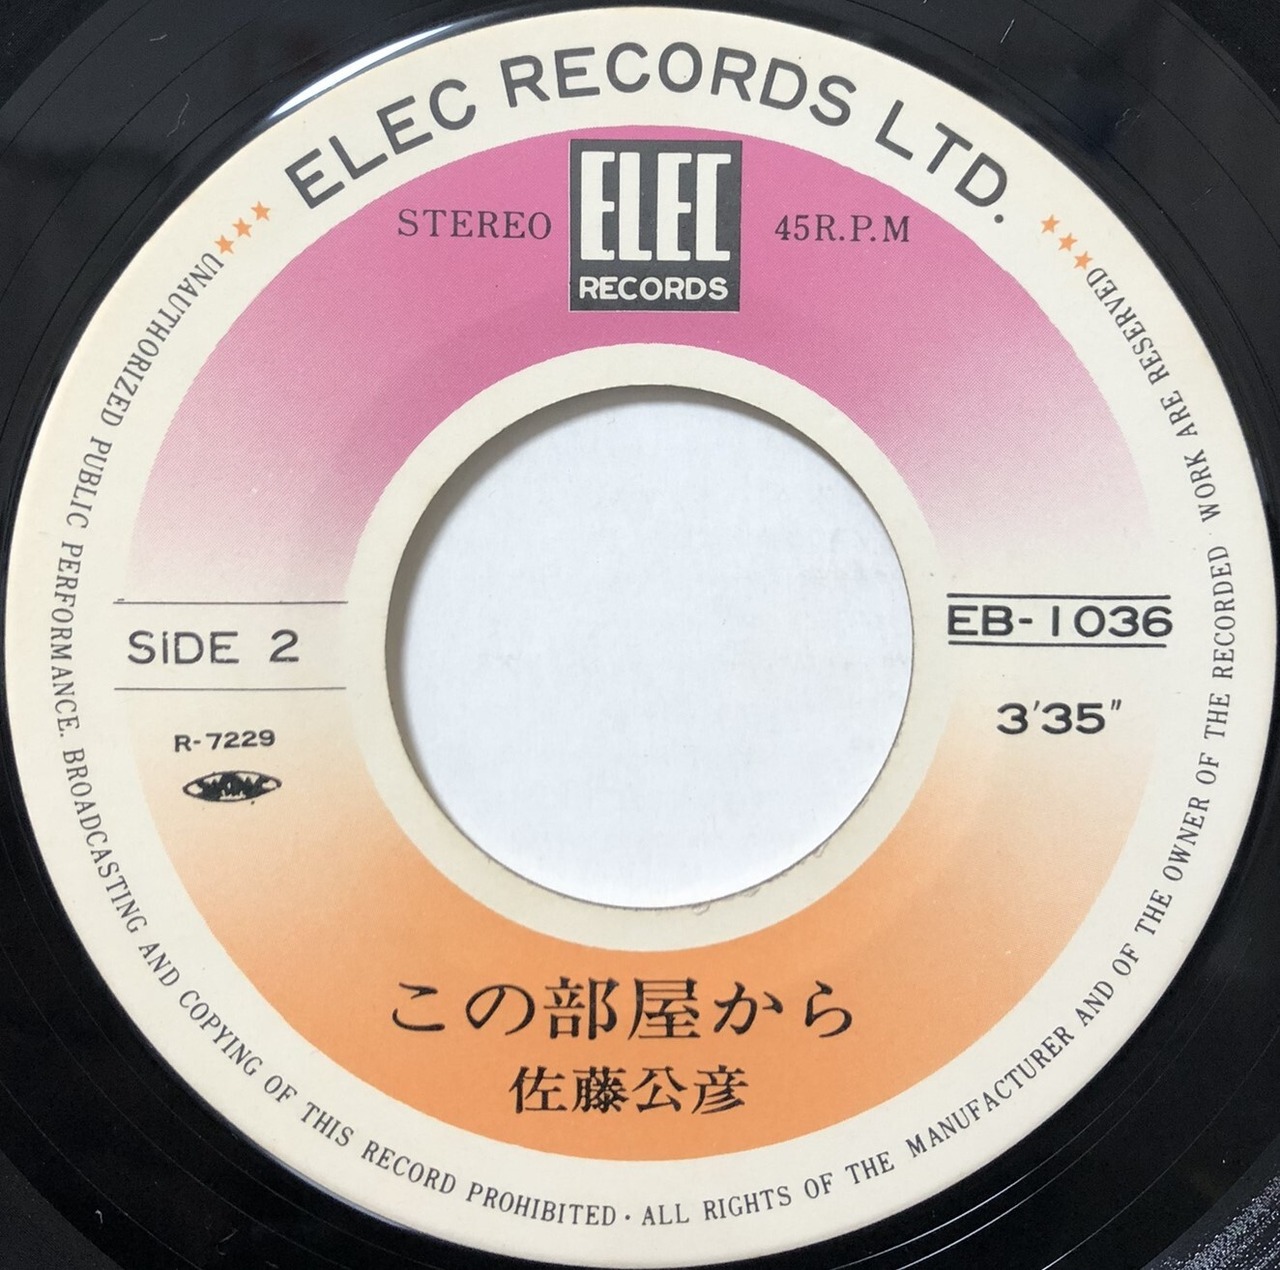 ELEC RECORDS LTD.
ELEC
RECORDS
STEREO
45R.P.M
SiDE 2
R-7229
EB-1036
3'35"
この部屋から
佐藤公彦
UNAUTHORIZED PUBLIC PERFORMANCE. BROADCASTING AND COPYING OF THIS RECORD PROHIBITED · ALL RIGHTS OF THE MANUFACTURER AND OF THE OWNER OF THE RECORDED WORK ARE RESERVED